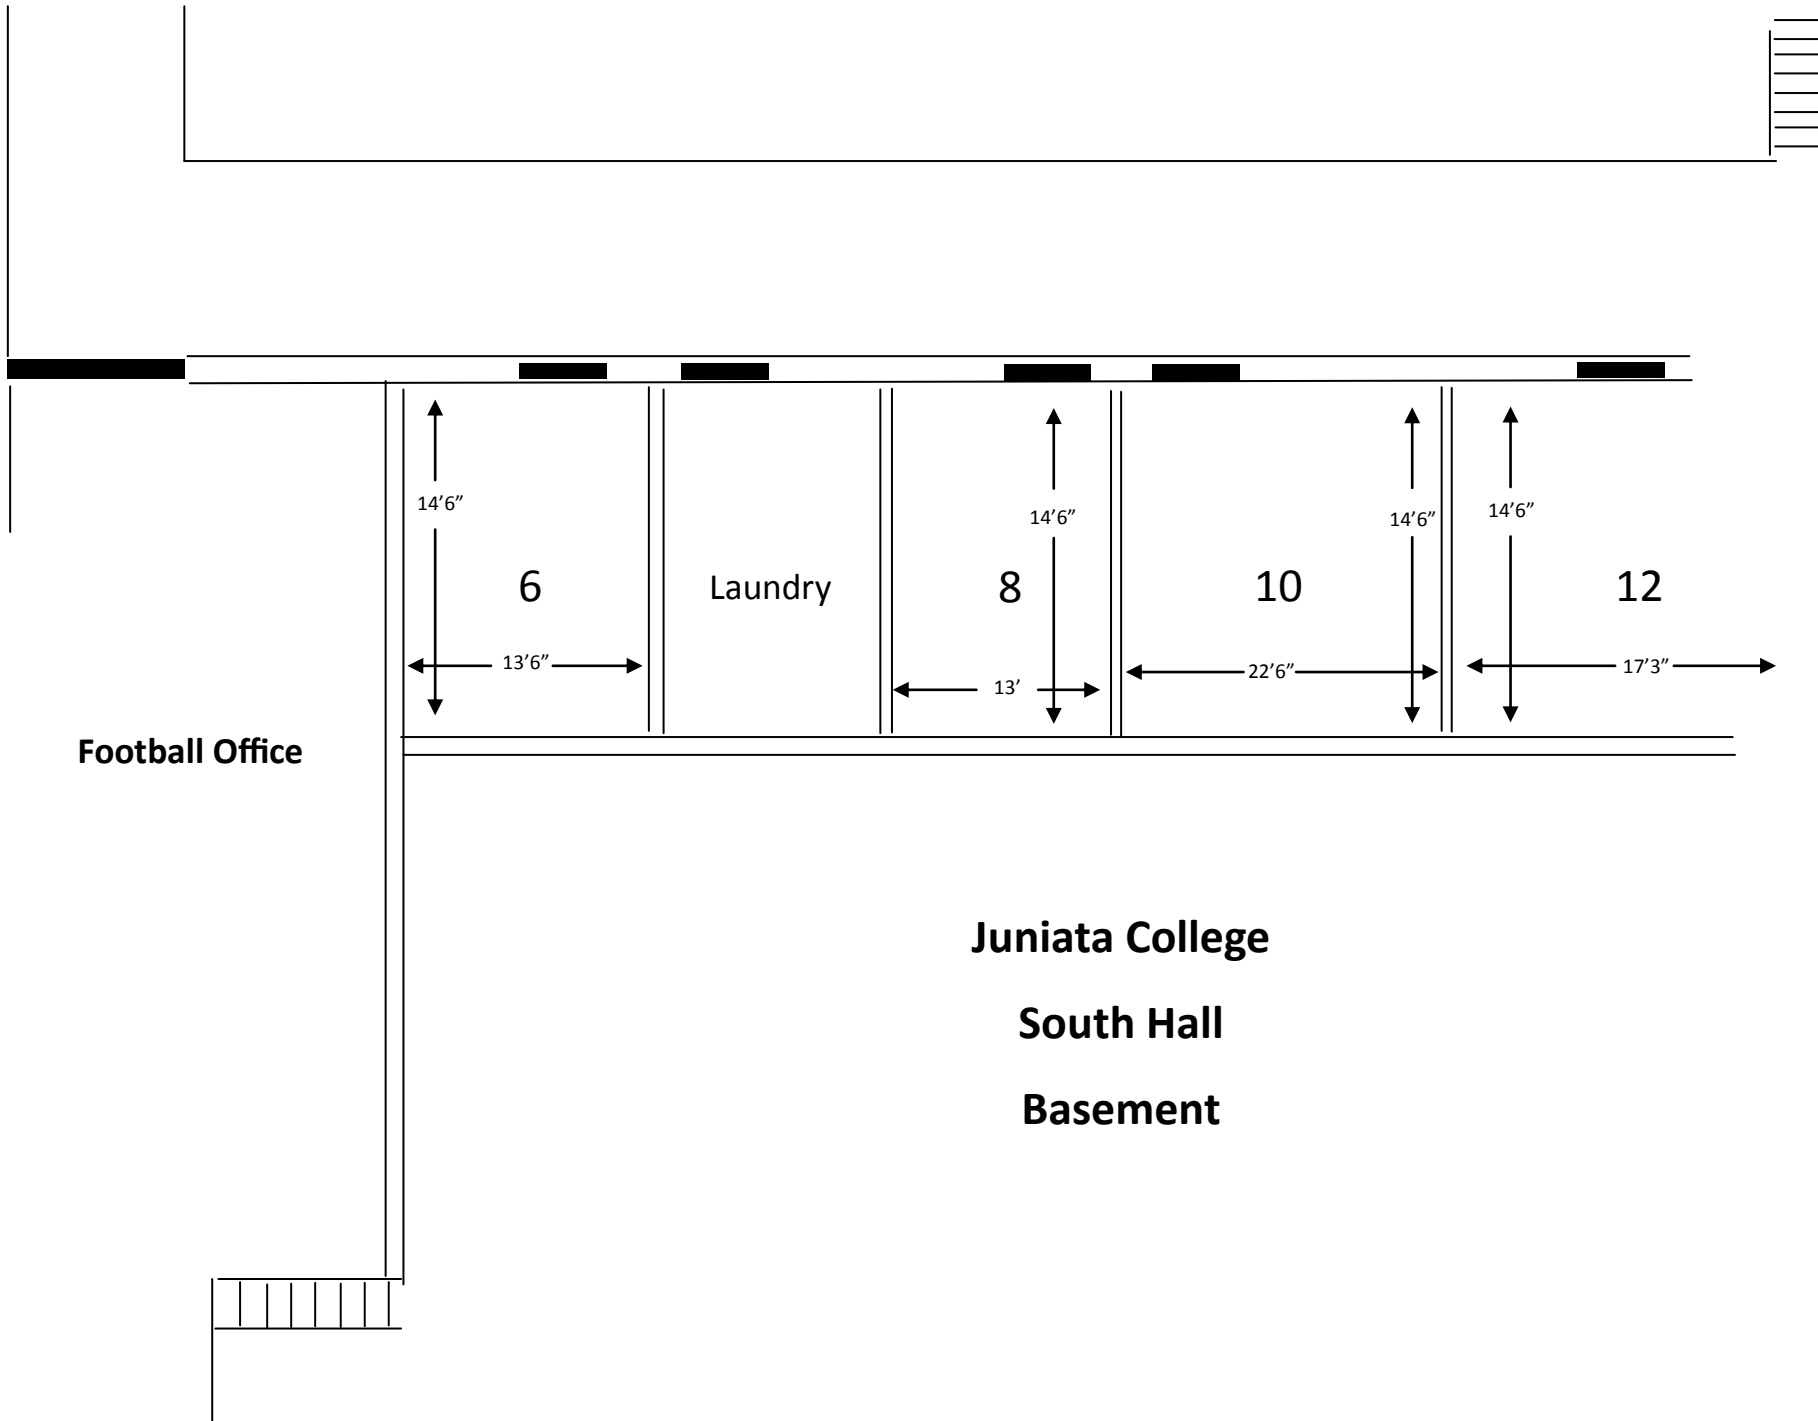 14’6”
14’6”
14’6”
14’6”
6
Laundry
8
10
12
13’6”
13’
22’6”
17’3”
Football Office
Juniata College
South Hall
Basement